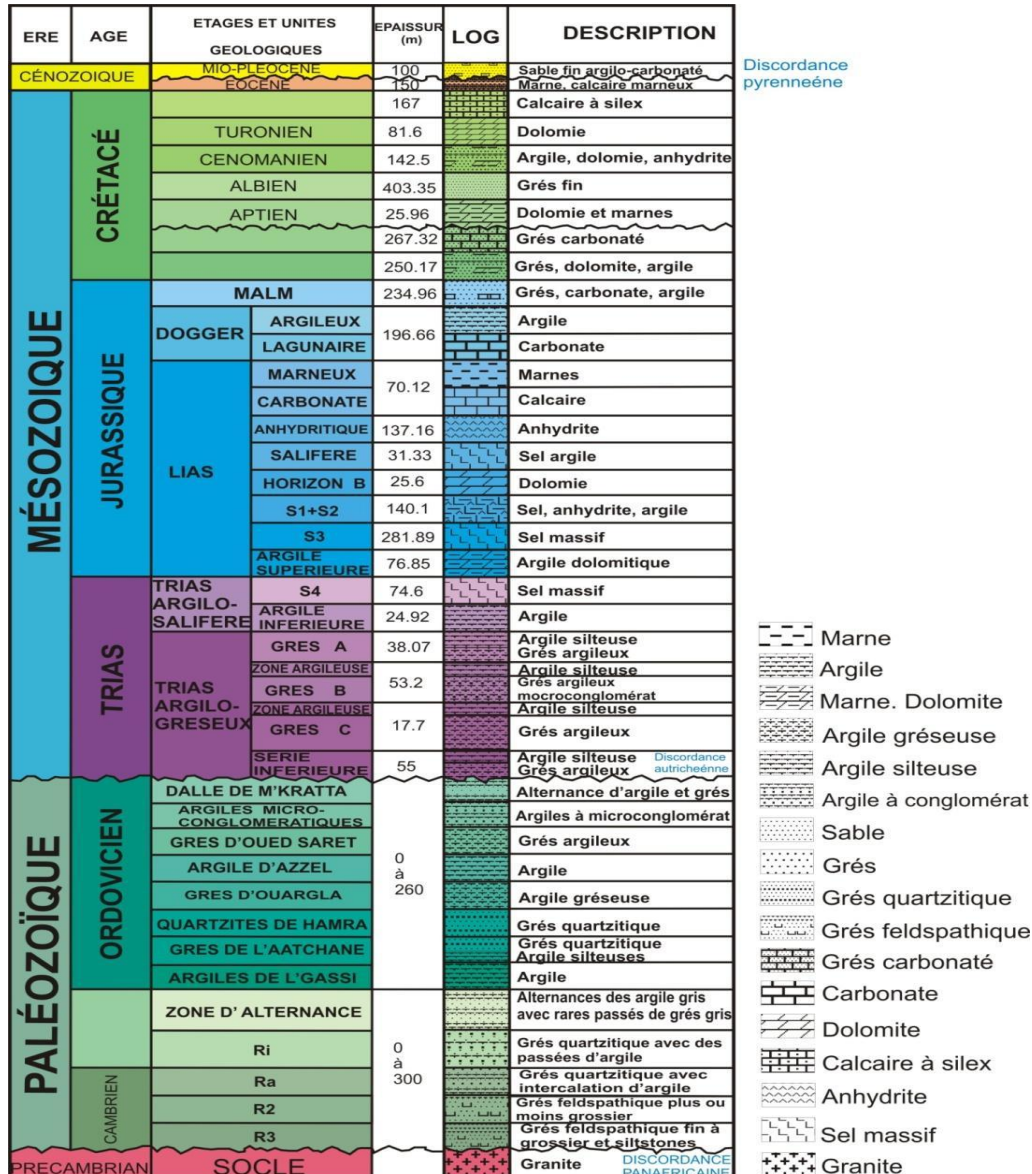 ERE AGE ETAGES ET UNITES GEOLOGIQUES EPAISSUR (m) LOG DESCRIPTION
CÉNOZOIQUE MIO-PLEOCENE 100 Sable fin argilo-carbonaté
Discordance pyrenneéne
EOCENE 150 Marne, calcaire marneux
MÉSOZOIQUE
CRÉTACÉ
167 Calcaire à silex
TURONIEN 81.6 Dolomie
CENOMANIEN 142.5 Argile, dolomie, anhydrite
ALBIEN 403.35 Grés fin
APTIEN 25.96 Dolomie et marnes
267.32 Grés carbonaté
250.17 Grés, dolomite, argile
JURASSIQUE
MALM 234.96 Grés, carbonate, argile
DOGGER
ARGILEUX 196.66 Argile
LAGUNAIRE Carbonate
LIAS
MARNEUX 70.12 Marnes
CARBONATE Calcaire
ANHYDRITIQUE 137.16 Anhydrite
SALIFERE 31.33 Sel argile
HORIZON B 25.6 Dolomie
S1+S2 140.1 Sel, anhydrite, argile
S3 281.89 Sel massif
ARGILE SUPERIEURE 76.85 Argile dolomitique
TRIAS
TRIAS ARGILO-SALIFERE
S4 74.6 Sel massif
ARGILE INFERIEURE 24.92 Argile
TRIAS ARGILO-GRESEUX
GRES A 38.07 Argile silteuse Grés argileux
ZONE ARGILEUSE 53.2 Argile silteuse
GRES B Grés argileux mocroconglomérat
ZONE ARGILEUSE 17.7 Argile silteuse
GRES C Grés argileux
SERIE INFERIEURE 55 Argile silteuse Grés argileux
Discordance autricheénne
PALÉOZOÏQUE
ORDOVICIEN
DALLE DE M'KRATTA Alternance d'argile et grés
ARGILES MICRO-CONGLOMERATIQUES Argiles à microconglomérat
GRES D'OUED SARET Grés argileux
0 à 260
ARGILE D'AZZEL Argile
GRES D'OUARGLA Argile gréseuse
QUARTZITES DE HAMRA Grés quartzitique
GRES DE L'AATCHANE Grés quartzitique Argile silteuses
ARGILES DE L'GASSI Argile
ZONE D' ALTERNANCE Alternances des argile gris avec rares passés de grés gris
0 à 300
Ri Grés quartzitique avec des passées d'argile
CAMBRIEN
Ra Grés quartzitique avec intercalation d'argile
R2 Grés feldspathique plus ou moins grossier
R3 Grés feldspathique fin à grossier et siltstones
PRECAMBRIAN SOCLE Granite
DISCORDANCE PANAFRICAINE
Marne
Argile
Marne. Dolomite
Argile gréseuse
Argile silteuse
Argile à conglomérat
Sable
Grés
Grés quartzitique
Grés feldspathique
Grés carbonaté
Carbonate
Dolomite
Calcaire à silex
Anhydrite
Sel massif
Granite